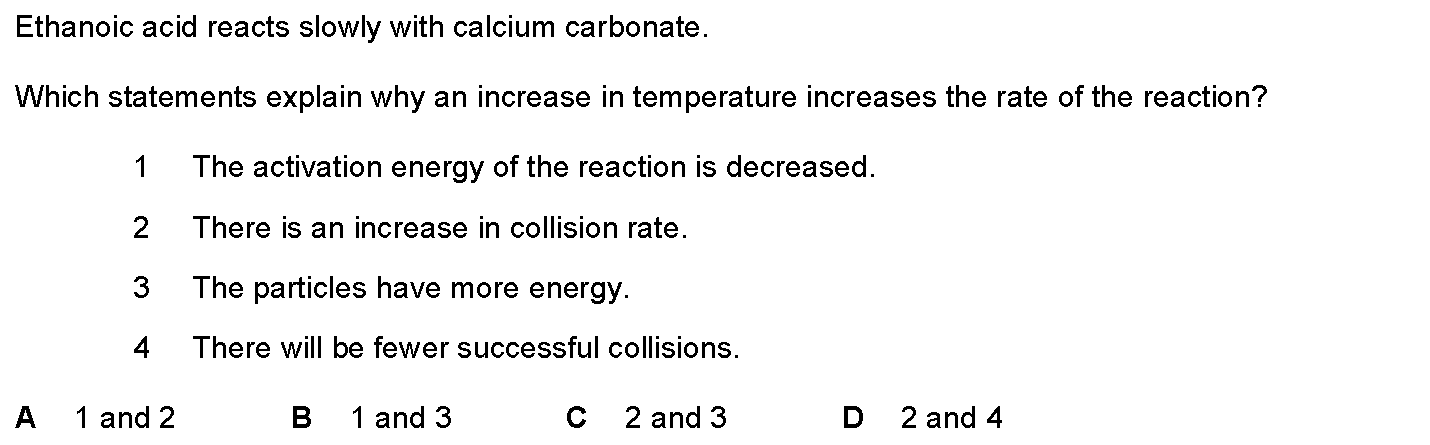 Ethanoic acid reacts slowly with calcium carbonate.
Which statements explain why an increase in temperature increases the rate of the reaction?
1 The activation energy of the reaction is decreased.
2 There is an increase in collision rate.
3 The particles have more energy.
4 There will be fewer successful collisions.
A 1 and 2 B 1 and 3 C 2 and 3 D 2 and 4